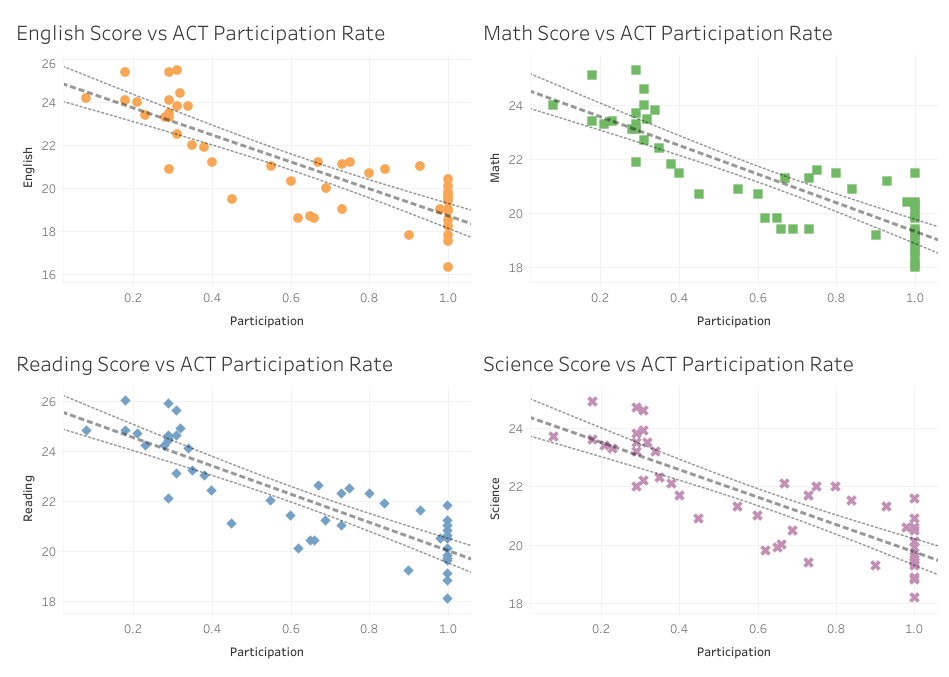 English Score vs ACT Participation Rate
26
24
22
20
18
16
English
0.2 0.4 0.6 0.8 1.0
Participation
Math Score vs ACT Participation Rate
24
22
20
18
Math
0.2 0.4 0.6 0.8 1.0
Participation
Reading Score vs ACT Participation Rate
26
24
22
20
18
Reading
0.2 0.4 0.6 0.8 1.0
Participation
Science Score vs ACT Participation Rate
24
22
20
18
Science
0.2 0.4 0.6 0.8 1.0
Participation